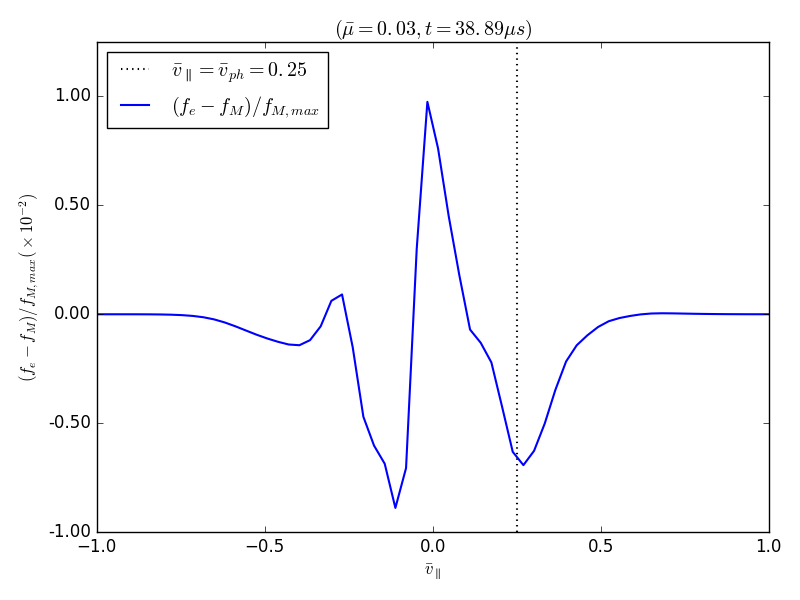 (μ̄ = 0.03, t = 38.89μs)
v̄∥ = v̄ph = 0.25
(fe − fM)/fM,max
1.00
0.50
0.00
-0.50
-1.00
(fe − fM)/fM,max(×10⁻²)
−1.0 −0.5 0.0 0.5 1.0
v̄∥